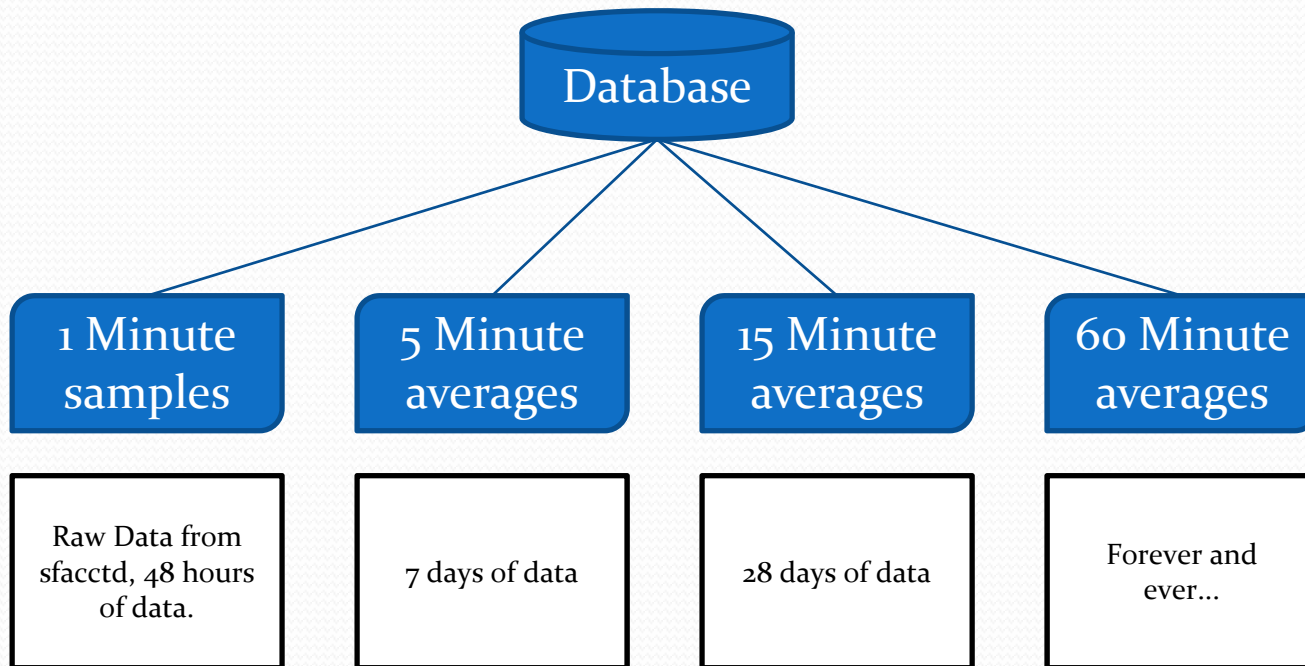 Database
1 Minute
samples
5 Minute
averages
15 Minute
averages
60 Minute
averages
Raw Data from
sfacctd, 48 hours
of data.
7 days of data
28 days of data
Forever and
ever...